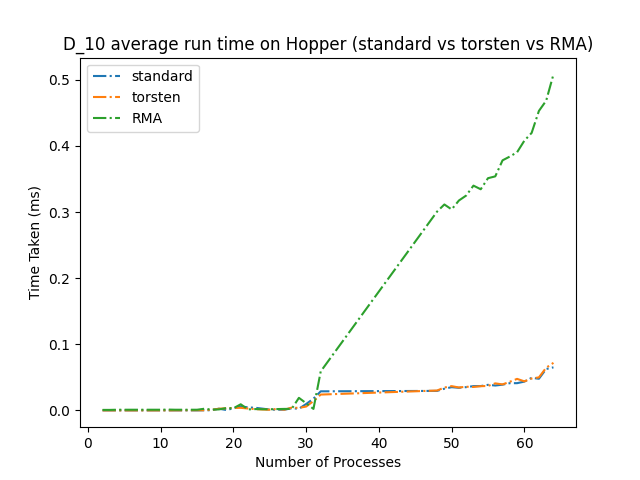 D_10 average run time on Hopper (standard vs torsten vs RMA)
standard
torsten
RMA
Time Taken (ms)
0.5
0.4
0.3
0.2
0.1
0.0
0 10 20 30 40 50 60
Number of Processes